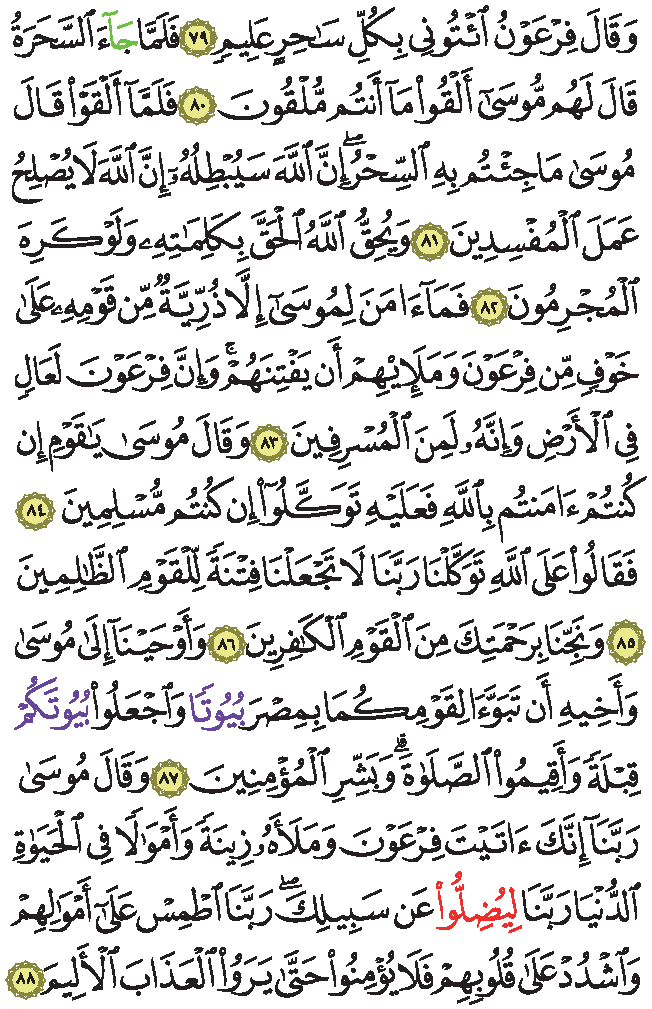 وَقَالَ فِرْعَوْنُ ٱئْتُونِي بِكُلِّ سَٰحِرٍ عَلِيمٖ ٧٩ فَلَمَّا جَآءَ ٱلسَّحَرَةُ
قَالَ لَهُم مُّوسَىٰٓ أَلْقُوا۟ مَآ أَنتُم مُّلْقُونَ ٨٠ فَلَمَّآ أَلْقَوْا۟ قَالَ
مُوسَىٰ مَا جِئْتُم بِهِ ٱلسِّحْرُۖ إِنَّ ٱللَّهَ سَيُبْطِلُهُۥٓ إِنَّ ٱللَّهَ لَا يُصْلِحُ
عَمَلَ ٱلْمُفْسِدِينَ ٨١ وَيُحِقُّ ٱللَّهُ ٱلْحَقَّ بِكَلِمَٰتِهِۦ وَلَوْ كَرِهَ
ٱلْمُجْرِمُونَ ٨٢ فَمَآ ءَامَنَ لِمُوسَىٰٓ إِلَّا ذُرِّيَّةٞ مِّن قَوْمِهِۦ عَلَىٰ
خَوْفٖ مِّن فِرْعَوْنَ وَمَلَإِي۟هِمْ أَن يَفْتِنَهُمْۚ وَإِنَّ فِرْعَوْنَ لَعَالٖ
فِي ٱلْأَرْضِ وَإِنَّهُۥ لَمِنَ ٱلْمُسْرِفِينَ ٨٣ وَقَالَ مُوسَىٰ يَٰقَوْمِ إِن
كُنتُمْ ءَامَنتُم بِٱللَّهِ فَعَلَيْهِ تَوَكَّلُوٓا۟ إِن كُنتُم مُّسْلِمِينَ ٨٤
فَقَالُوا۟ عَلَى ٱللَّهِ تَوَكَّلْنَا رَبَّنَا لَا تَجْعَلْنَا فِتْنَةٗ لِّلْقَوْمِ ٱلظَّٰلِمِينَ
٨٥ وَنَجِّنَا بِرَحْمَتِكَ مِنَ ٱلْقَوْمِ ٱلْكَٰفِرِينَ ٨٦ وَأَوْحَيْنَآ إِلَىٰ مُوسَىٰ
وَأَخِيهِ أَن تَبَوَّءَا لِقَوْمِكُمَا بِمِصْرَ بُيُوتٗا وَٱجْعَلُوا۟ بُيُوتَكُمْ
قِبْلَةٗ وَأَقِيمُوا۟ ٱلصَّلَوٰةَۗ وَبَشِّرِ ٱلْمُؤْمِنِينَ ٨٧ وَقَالَ مُوسَىٰ
رَبَّنَآ إِنَّكَ ءَاتَيْتَ فِرْعَوْنَ وَمَلَأَهُۥ زِينَةٗ وَأَمْوَٰلٗا فِي ٱلْحَيَوٰةِ
ٱلدُّنْيَا رَبَّنَا لِيُضِلُّوا۟ عَن سَبِيلِكَۖ رَبَّنَا ٱطْمِسْ عَلَىٰٓ أَمْوَٰلِهِمْ
وَٱشْدُدْ عَلَىٰ قُلُوبِهِمْ فَلَا يُؤْمِنُوا۟ حَتَّىٰ يَرَوُا۟ ٱلْعَذَابَ ٱلْأَلِيمَ ٨٨